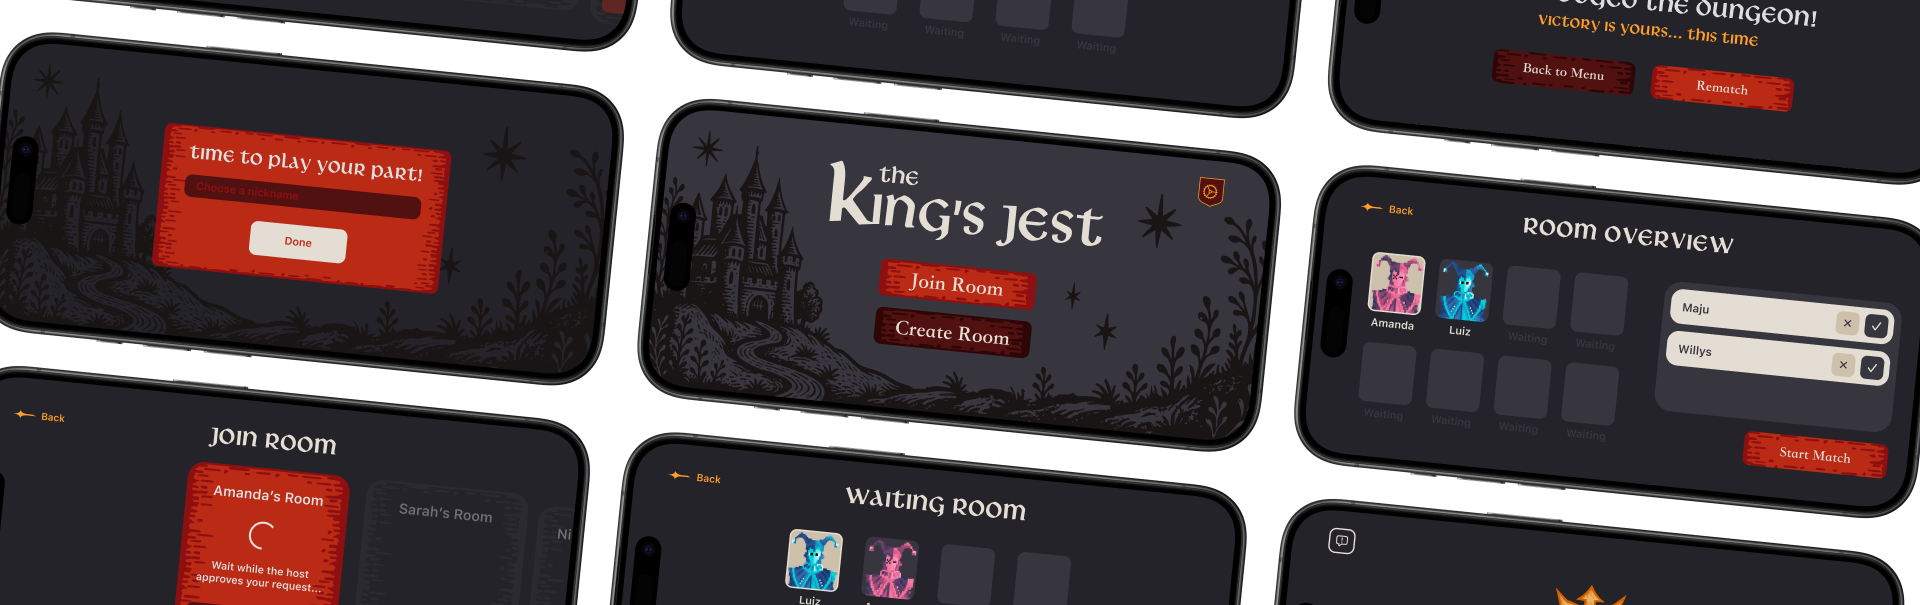 Waiting
Waiting
Waiting
Waiting
the dungeon!
Victory is yours... this time
Back to Menu
Rematch
Time to play your part!
Choose a nickname
Done
the
King's Jest
Join Room
Create Room
Back
Room Overview
Amanda
Luiz
Waiting
Waiting
Waiting
Waiting
Waiting
Waiting
Maju
Willys
Start Match
Back
Join Room
Amanda's Room
Wait while the host
approves your request...
Sarah's Room
Ni
Back
Waiting Room
Luiz